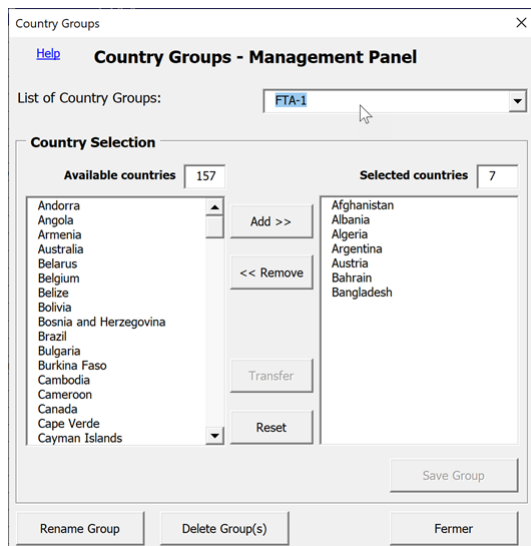 Country Groups
Help
Country Groups - Management Panel
List of Country Groups:
FTA-1
Country Selection
Available countries 157
Selected countries 7
Andorra
Angola
Armenia
Australia
Belarus
Belgium
Belize
Bolivia
Bosnia and Herzegovina
Brazil
Bulgaria
Burkina Faso
Cambodia
Cameroon
Canada
Cape Verde
Cayman Islands
Add >>
<< Remove
Transfer
Reset
Afghanistan
Albania
Algeria
Argentina
Austria
Bahrain
Bangladesh
Save Group
Rename Group
Delete Group(s)
Fermer